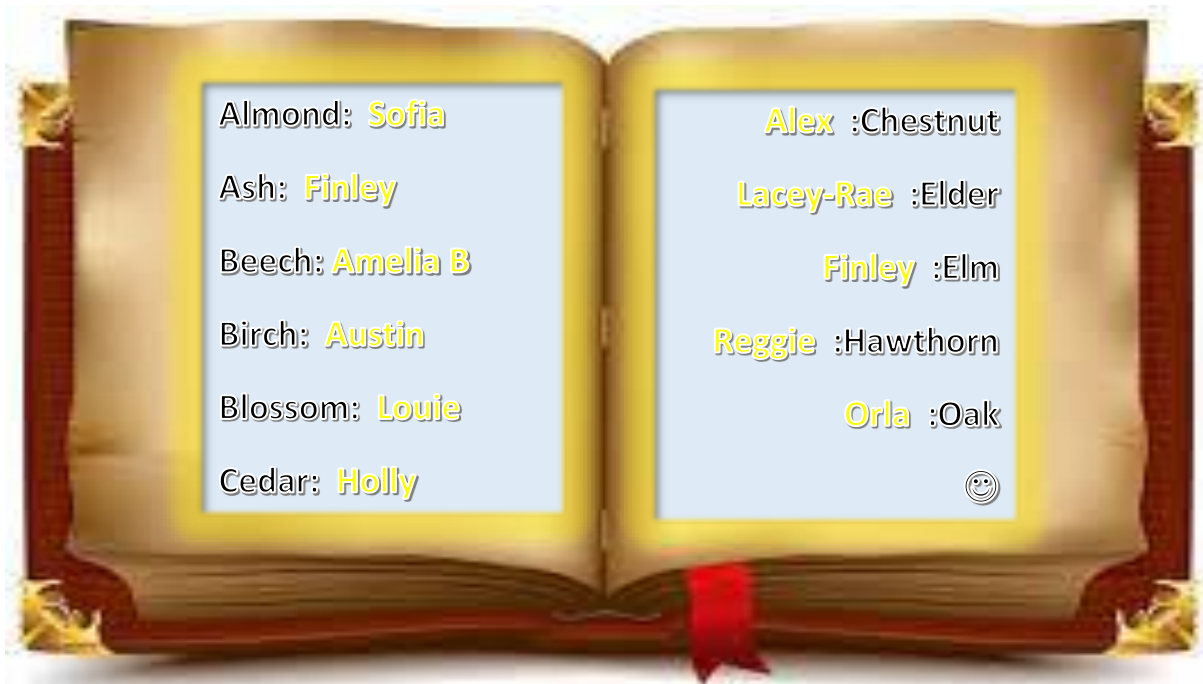 Almond: Sofia
Ash: Finley
Beech: Amelia B
Birch: Austin
Blossom: Louie
Cedar: Holly
Alex :Chestnut
Lacey-Rae :Elder
Finley :Elm
Reggie :Hawthorn
Orla :Oak
☺